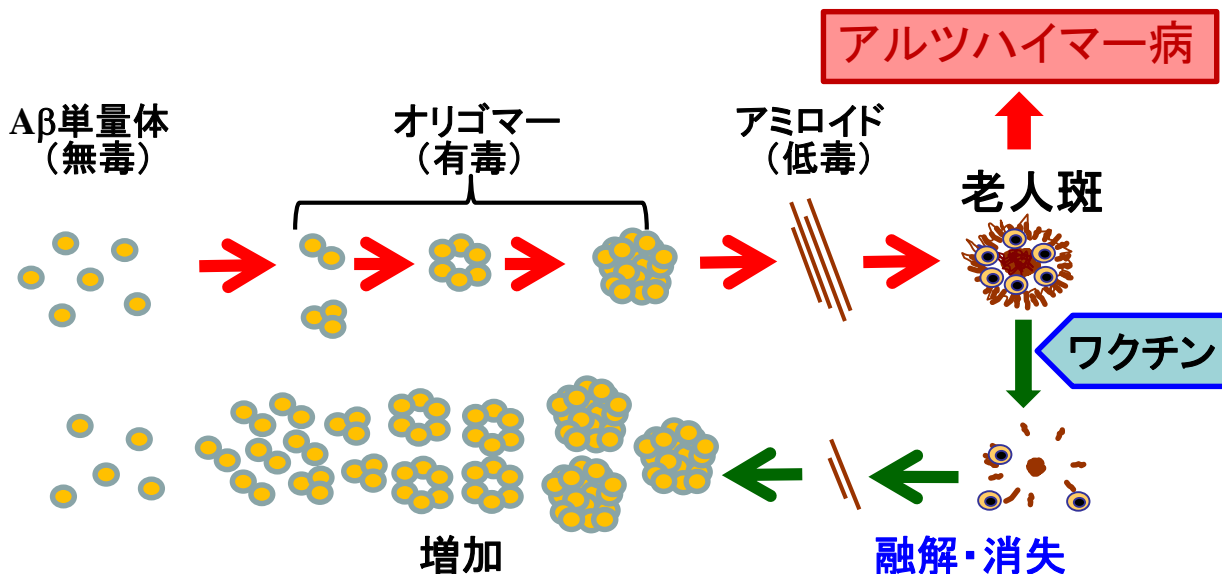 アルツハイマー病
Aβ単量体
（無毒）
オリゴマー
（有毒）
アミロイド
（低毒）
老人斑
ワクチン
増加
融解・消失